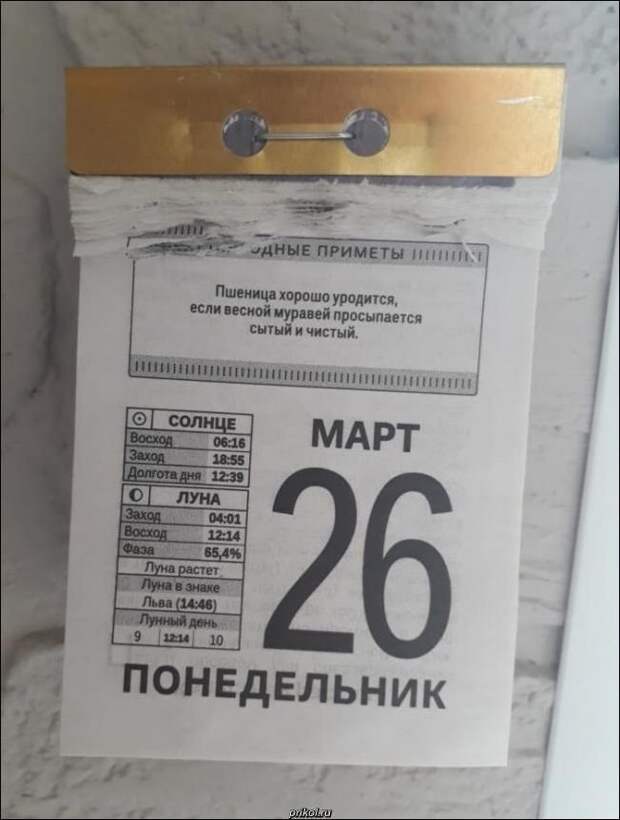 ПРИМЕТЫ
Пшеница хорошо уродится,
если весной муравей просыпается
сытый и чистый.
СОЛНЦЕ
Восход 06:16
Заход 18:55
Долгота дня 12:39
ЛУНА
Заход 04:01
Восход 12:14
Фаза 65,4%
Луна растет
Луна в знаке
Льва (14:46)
Лунный день
9 12:14 10
МАРТ
26
ПОНЕДЕЛЬНИК
prikol.ru